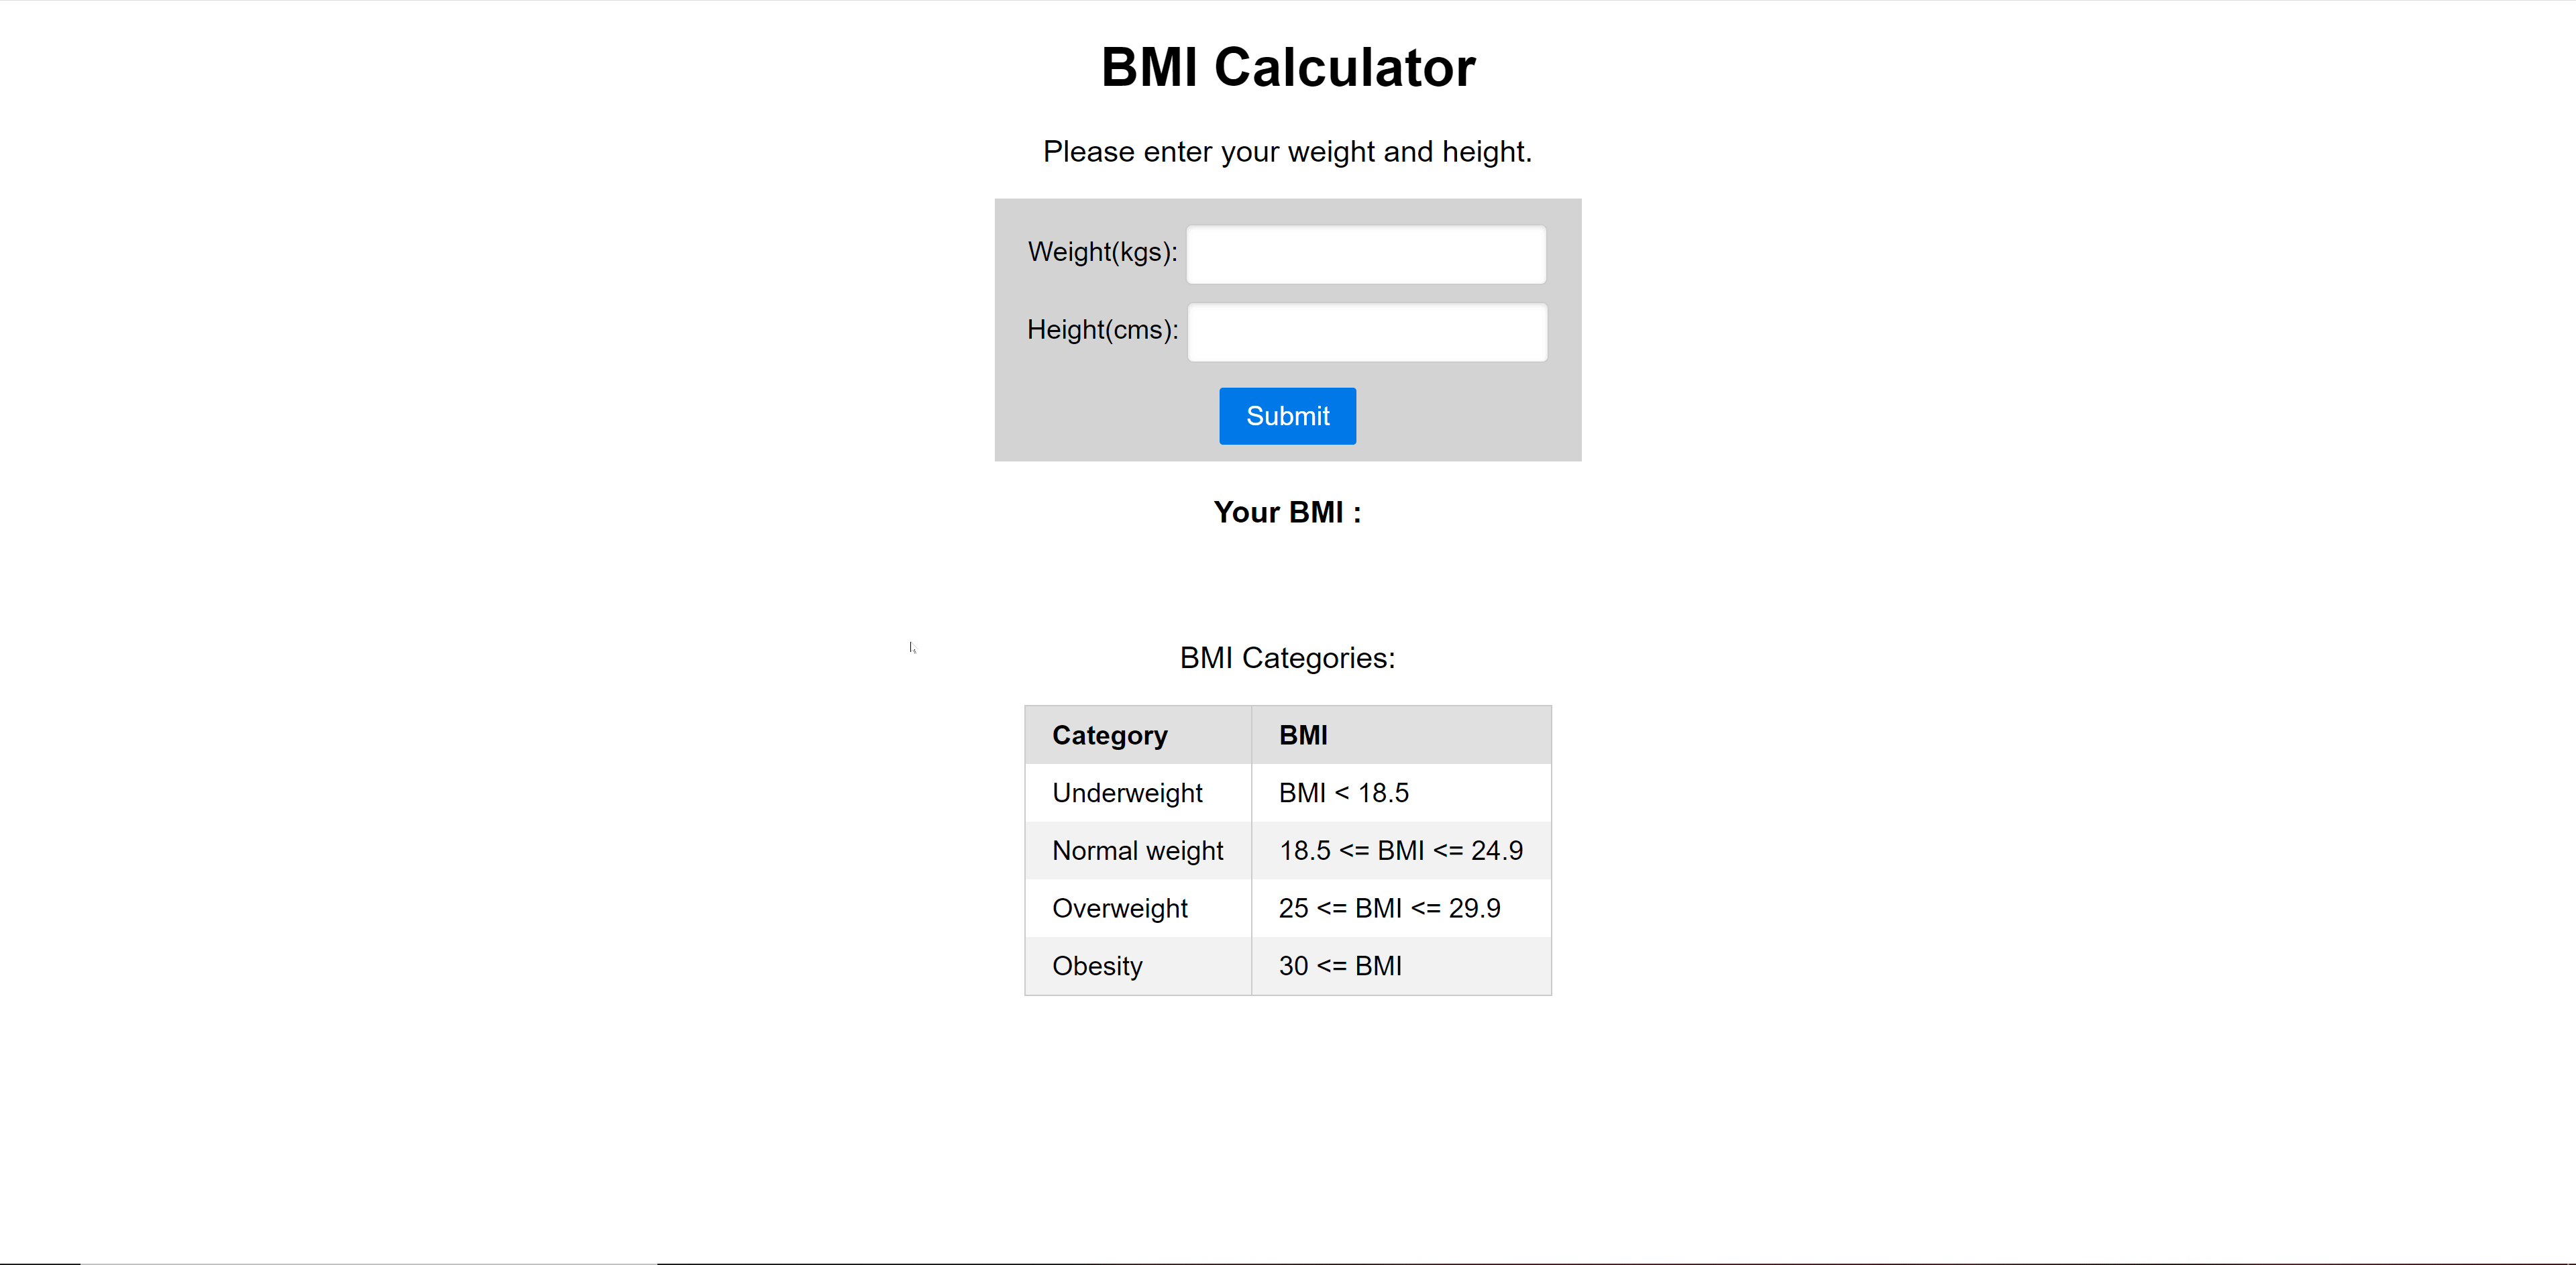 BMI Calculator
Please enter your weight and height.
Weight(kgs):
Height(cms):
Submit
Your BMI :
BMI Categories:
Category BMI
Underweight BMI < 18.5
Normal weight 18.5 <= BMI <= 24.9
Overweight 25 <= BMI <= 29.9
Obesity 30 <= BMI